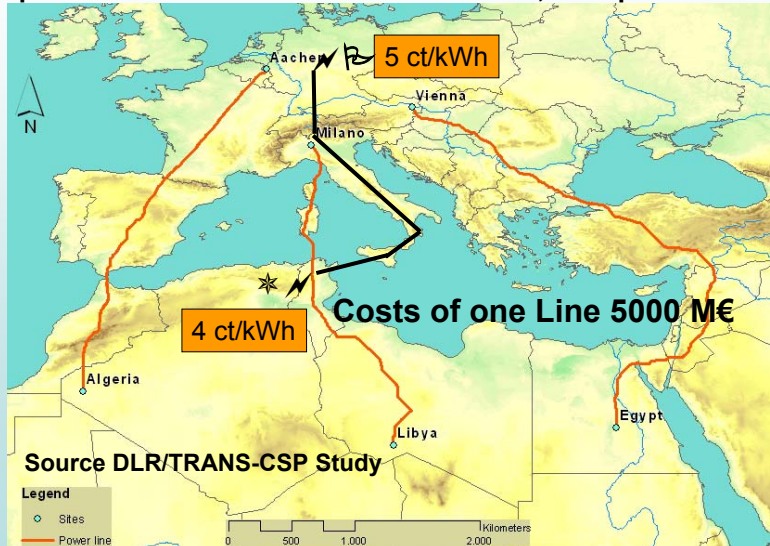 Aachen
5 ct/kWh
Vienna
N
Milano
Costs of one Line 5000 M€
4 ct/kWh
Algeria
Libya
Egypt
Source DLR/TRANS-CSP Study
Legend
Sites
Power line
Kilometers
0 500 1.000 2.000